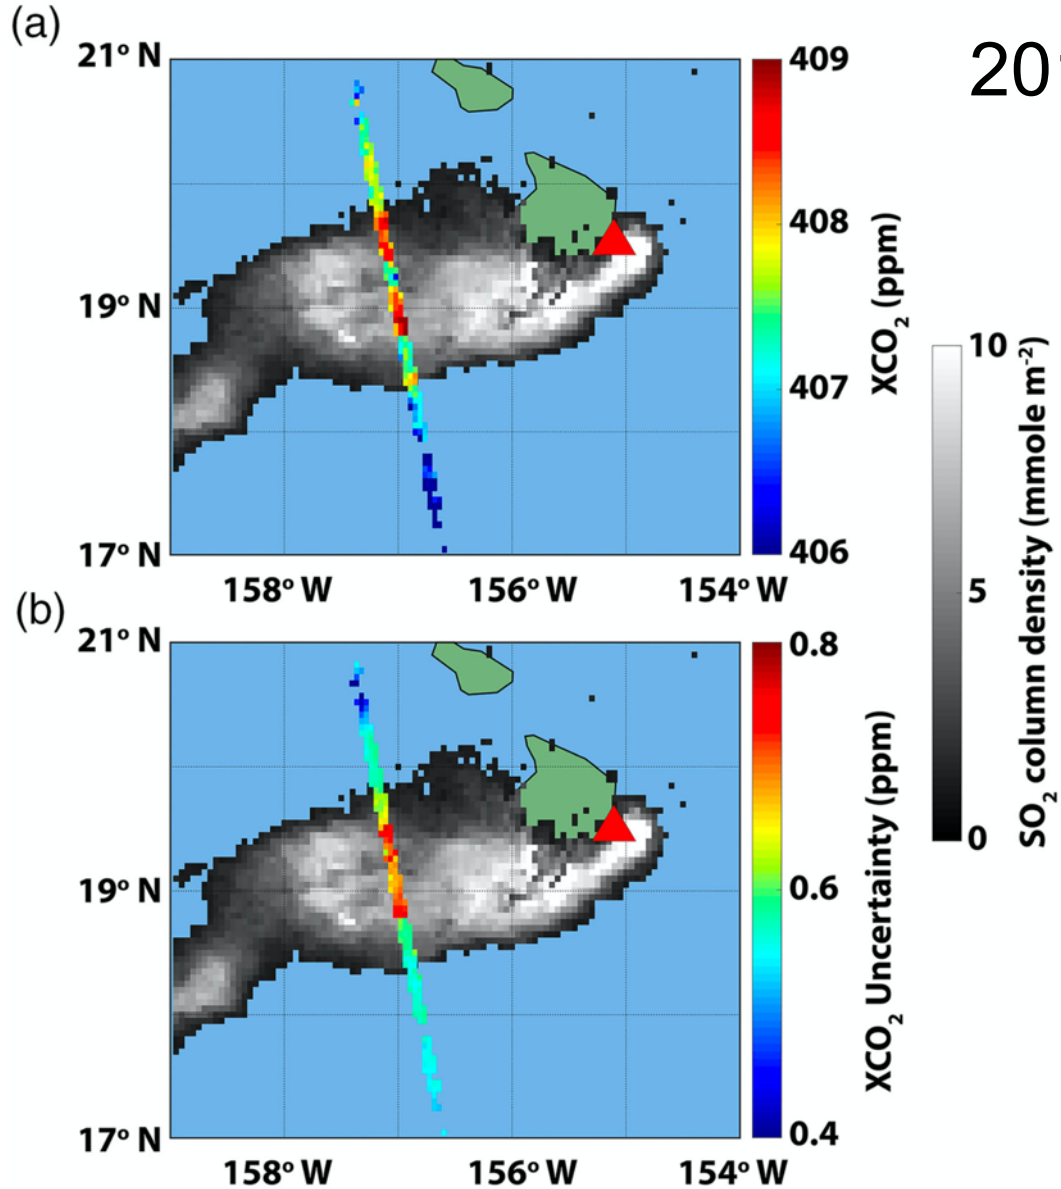 (a)
20
21° N
19° N
17° N
158° W
156° W
154° W
409
408
407
406
XCO₂ (ppm)
(b)
21° N
19° N
17° N
158° W
156° W
154° W
0.8
0.6
0.4
XCO₂ Uncertainty (ppm)
10
5
0
SO₂ column density (mmole m⁻²)